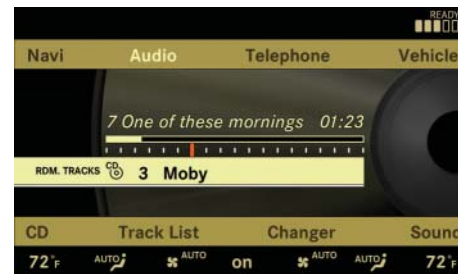 READY
Navi Audio Telephone Vehicle
7 One of these mornings 01:23
RDM. TRACKS CD 3 Moby
CD Track List Changer Sound
72°F AUTO AUTO on AUTO AUTO 72°F